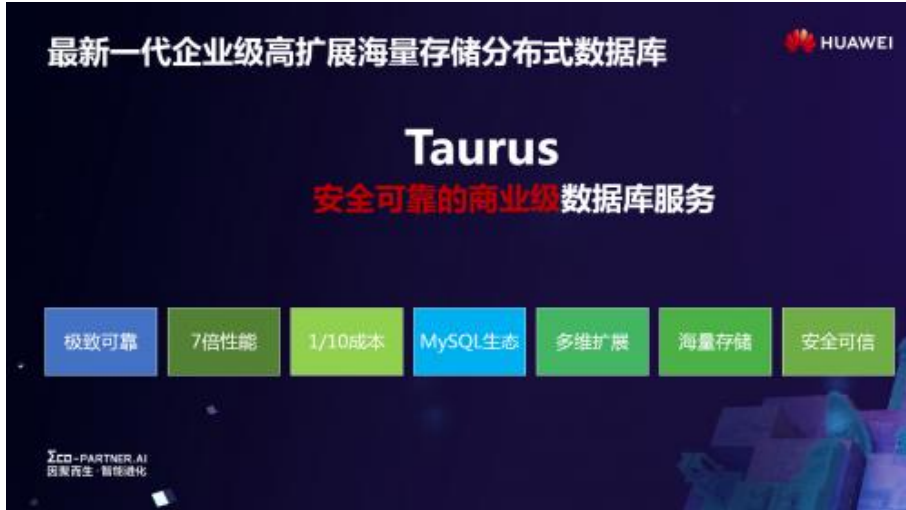 最新一代企业级高扩展海量存储分布式数据库
HUAWEI
Taurus
安全可靠的商业级数据库服务
极致可靠
7倍性能
1/10成本
MySQL生态
多维扩展
海量存储
安全可信
Σco-PARTNER.AI
因聚而生 智能进化